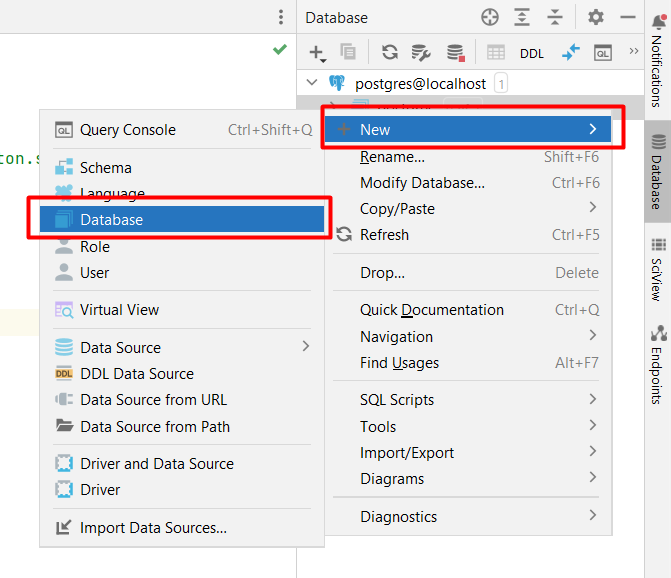 Database
DDL
postgres@localhost 1
con.s
New
Rename... Shift+F6
Modify Database... Ctrl+F6
Copy/Paste
Refresh Ctrl+F5
Drop... Delete
Quick Documentation Ctrl+Q
Navigation
Find Usages Alt+F7
SQL Scripts
Tools
Import/Export
Diagrams
Diagnostics
QL Query Console Ctrl+Shift+Q
Schema
Language
Database
Role
User
Virtual View
Data Source
DDL DDL Data Source
Data Source from URL
Data Source from Path
Driver and Data Source
Driver
Import Data Sources...
Notifications
Database
SciView
Endpoints